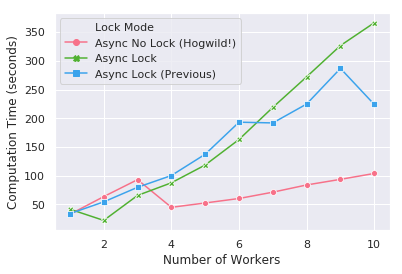 Lock Mode
Async No Lock (Hogwild!)
Async Lock
Async Lock (Previous)
350
300
250
200
150
100
50
Computation Time (seconds)
2 4 6 8 10
Number of Workers